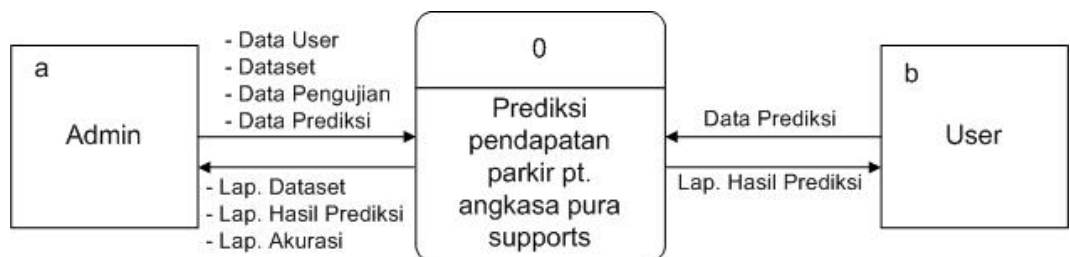 a
Admin
- Data User
- Dataset
- Data Pengujian
- Data Prediksi
- Lap. Dataset
- Lap. Hasil Prediksi
- Lap. Akurasi
0
Prediksi
pendapatan
parkir pt.
angkasa pura
supports
Data Prediksi
Lap. Hasil Prediksi
b
User